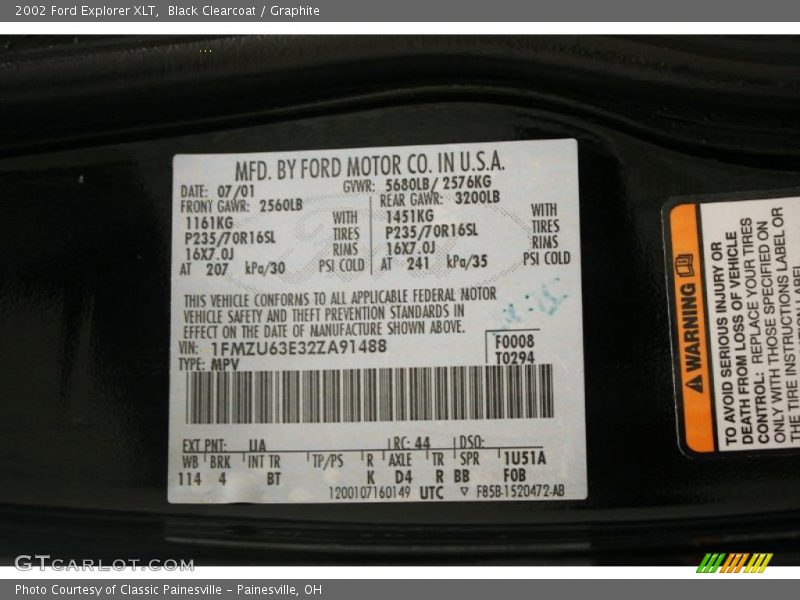 2002 Ford Explorer XLT, Black Clearcoat / Graphite
MFD. BY FORD MOTOR CO. IN U.S.A.
DATE: 07/01 GVWR: 5680LB/ 2576KG
FRONT GAWR: 2560LB REAR GAWR: 3200LB
1161KG WITH 1451KG WITH
P235/70R16SL TIRES P235/70R16SL TIRES
16X7.0J RIMS 16X7.0J RIMS
AT 207 kPa/30 PSI COLD AT 241 kPa/35 PSI COLD
THIS VEHICLE CONFORMS TO ALL APPLICABLE FEDERAL MOTOR
VEHICLE SAFETY AND THEFT PREVENTION STANDARDS IN
EFFECT ON THE DATE OF MANUFACTURE SHOWN ABOVE.
VIN: 1FMZU63E32ZA91488 F0008
TYPE: MPV T0294
EXT PNT: UA RC: 44 DSO:
WB BRK INT TR TP/PS R AXLE TR SPR 1U51A
114 4 BT K D4 R BB F0B
1200107160149 UTC ▽ F85B-1520472-AB
⚠ WARNING
TO AVOID SERIOUS INJURY OR
DEATH FROM LOSS OF VEHICLE
CONTROL: REPLACE YOUR TIRES
ONLY WITH THOSE SPECIFIED ON
THE TIRE INSTRUCTIONS LABEL OR
GTCARLOT.COM
Photo Courtesy of Classic Painesville - Painesville, OH